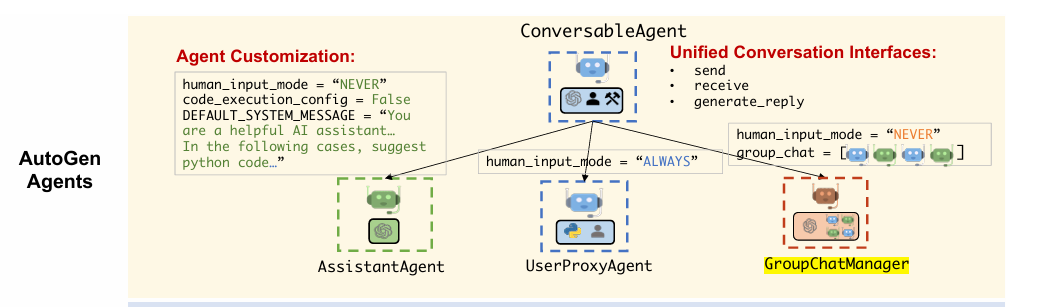 ConversableAgent
Agent Customization:
human_input_mode = “NEVER”
code_execution_config = False
DEFAULT_SYSTEM_MESSAGE = “You
are a helpful AI assistant…
In the following cases, suggest
python code…”
Unified Conversation Interfaces:
• send
• receive
• generate_reply
AutoGen
Agents
human_input_mode = “ALWAYS”
human_input_mode = “NEVER”
group_chat = [ ]
AssistantAgent
UserProxyAgent
GroupChatManager